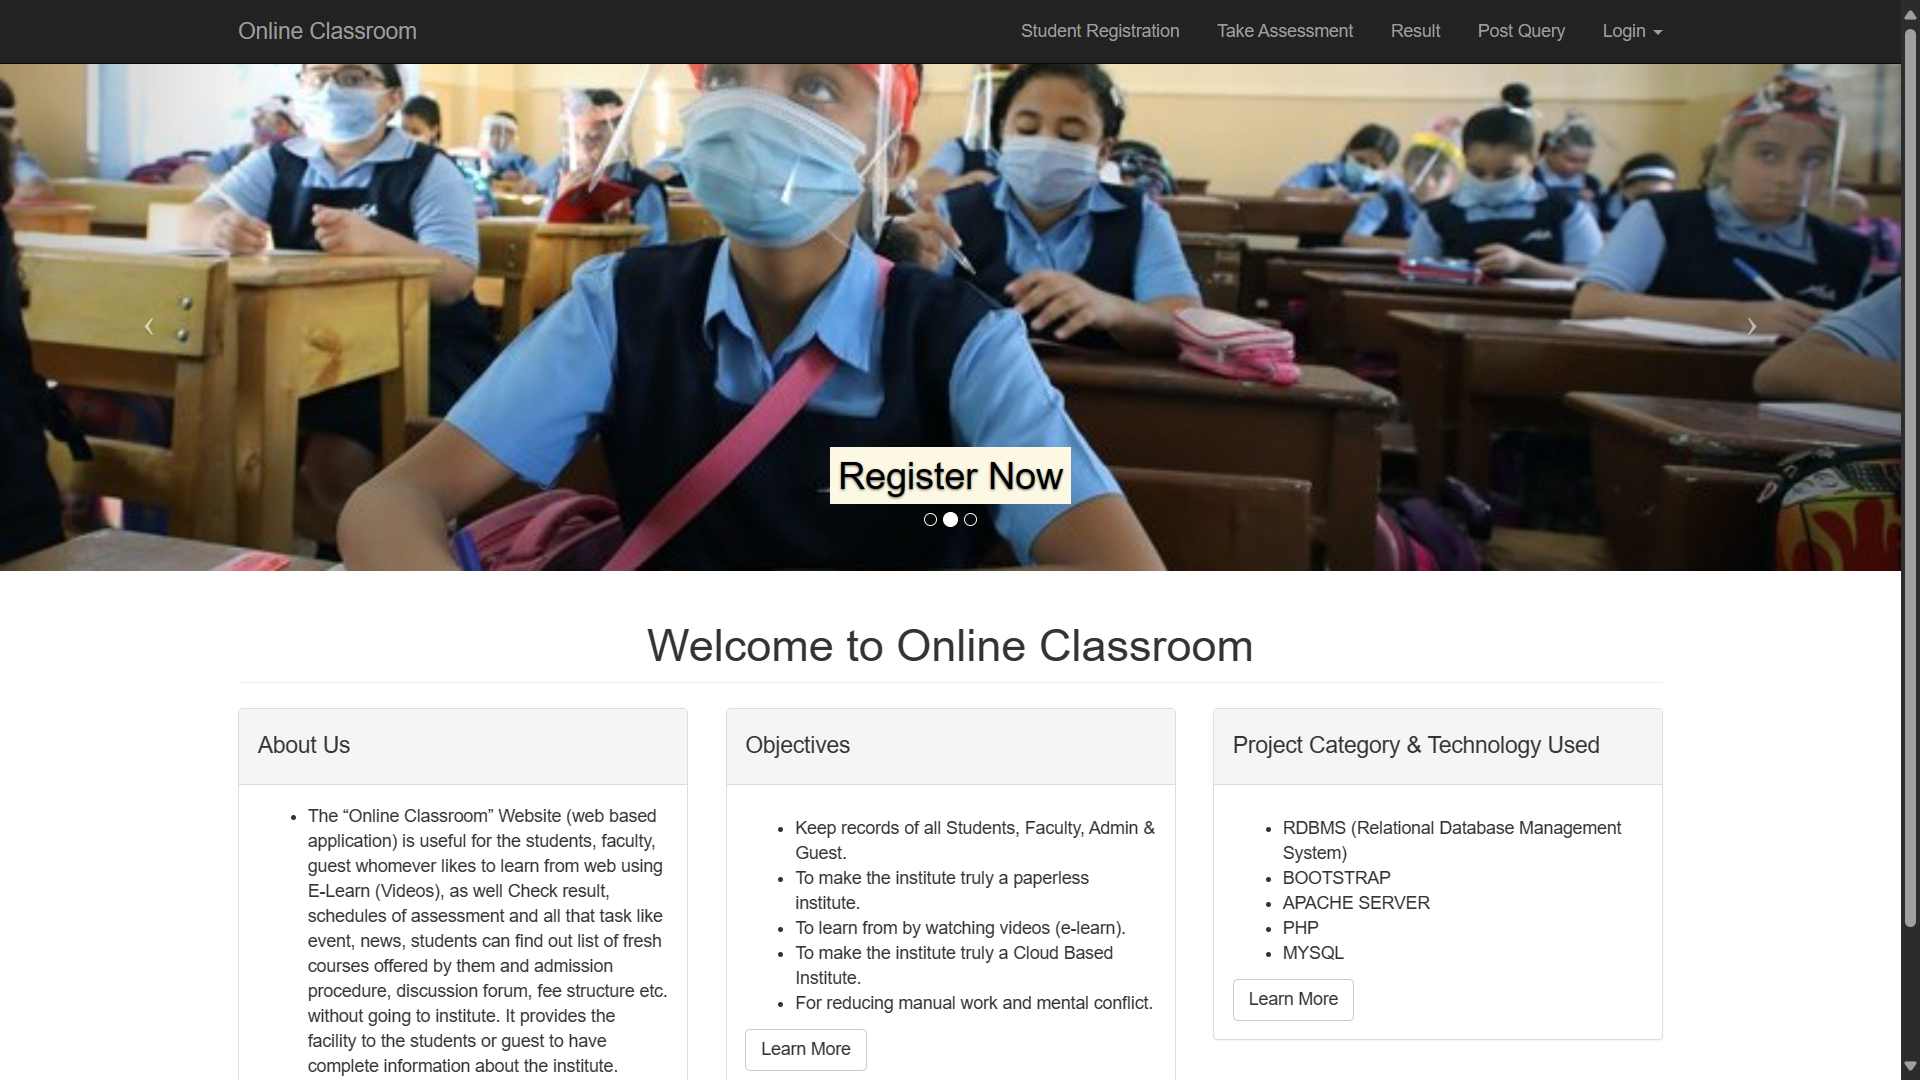 Online Classroom
Student Registration
Take Assessment
Result
Post Query
Login
Register Now
Welcome to Online Classroom
About Us
The “Online Classroom” Website (web based
application) is useful for the students, faculty,
guest whomever likes to learn from web using
E-Learn (Videos), as well Check result,
schedules of assessment and all that task like
event, news, students can find out list of fresh
courses offered by them and admission
procedure, discussion forum, fee structure etc.
without going to institute. It provides the
facility to the students or guest to have
complete information about the institute.
Objectives
Keep records of all Students, Faculty, Admin &
Guest.
To make the institute truly a paperless
institute.
To learn from by watching videos (e-learn).
To make the institute truly a Cloud Based
Institute.
For reducing manual work and mental conflict.
Learn More
Project Category & Technology Used
RDBMS (Relational Database Management
System)
BOOTSTRAP
APACHE SERVER
PHP
MYSQL
Learn More